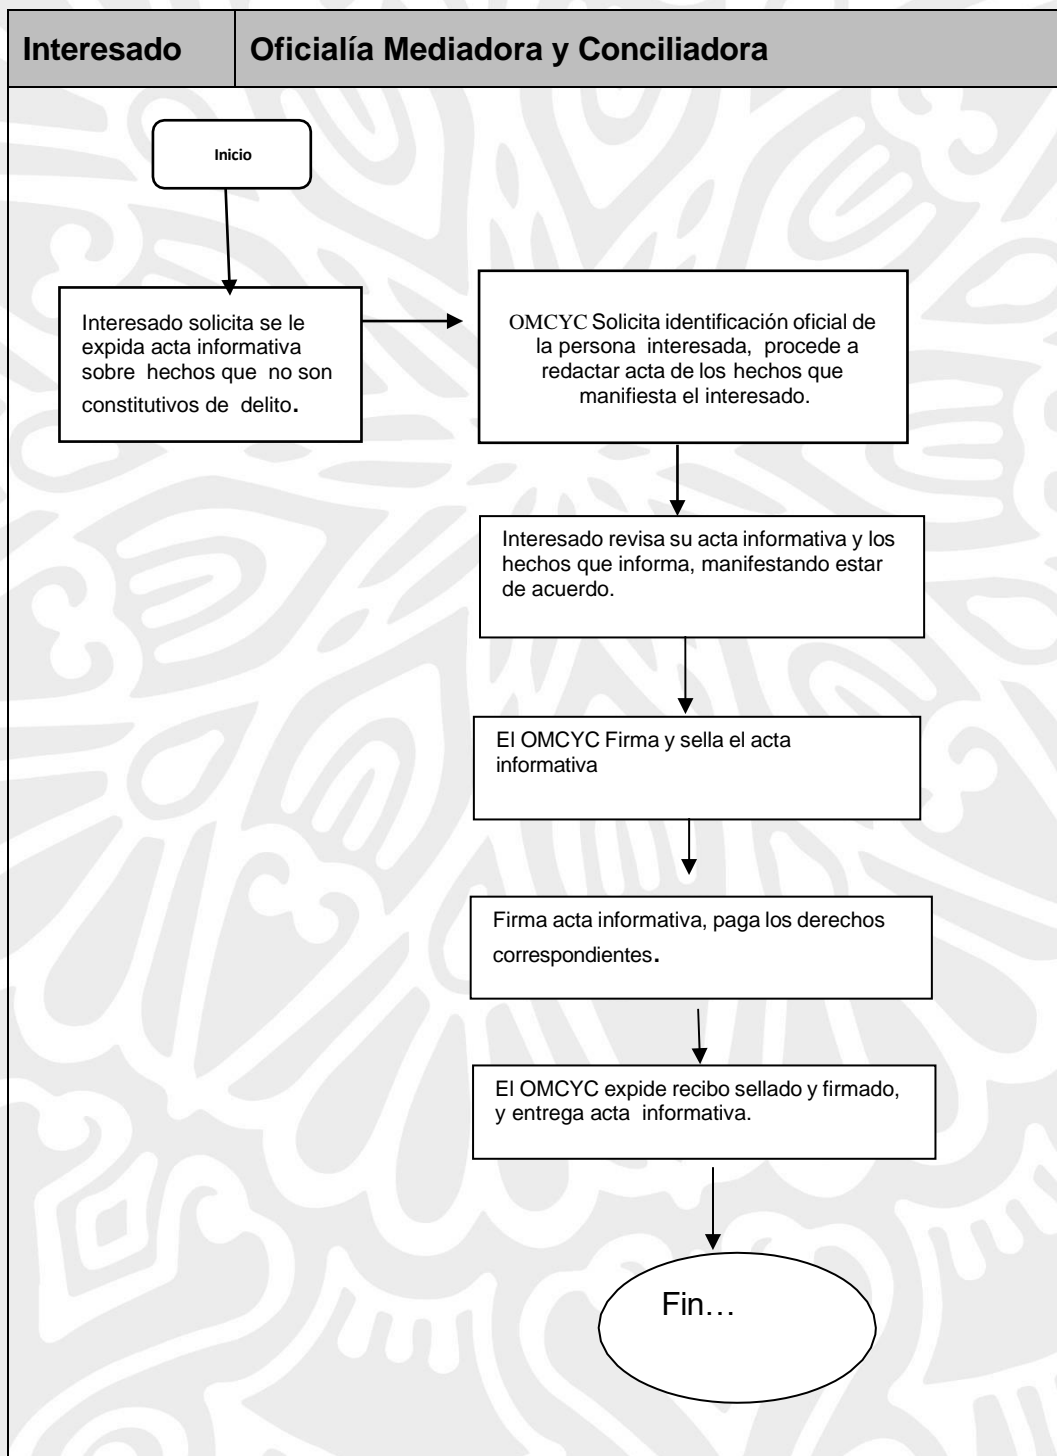 Interesado
Oficialía Mediadora y Conciliadora
Inicio
Interesado solicita se le
expida acta informativa
sobre hechos que no son
constitutivos de delito.
OMCYC Solicita identificación oficial de
la persona interesada, procede a
redactar acta de los hechos que
manifiesta el interesado.
Interesado revisa su acta informativa y los
hechos que informa, manifestando estar
de acuerdo.
El OMCYC Firma y sella el acta
informativa
Firma acta informativa, paga los derechos
correspondientes.
El OMCYC expide recibo sellado y firmado,
y entrega acta informativa.
Fin…